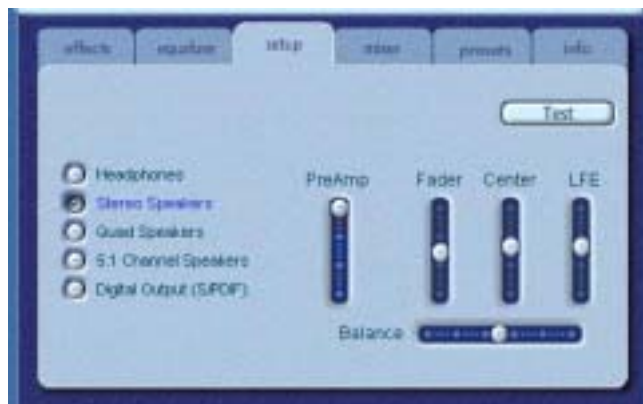 effects equalizer setup mixer presets info
Test
Headphones
Stereo Speakers
Quad Speakers
5.1 Channel Speakers
Digital Output (S/PDIF)
PreAmp Fader Center LFE
Balance